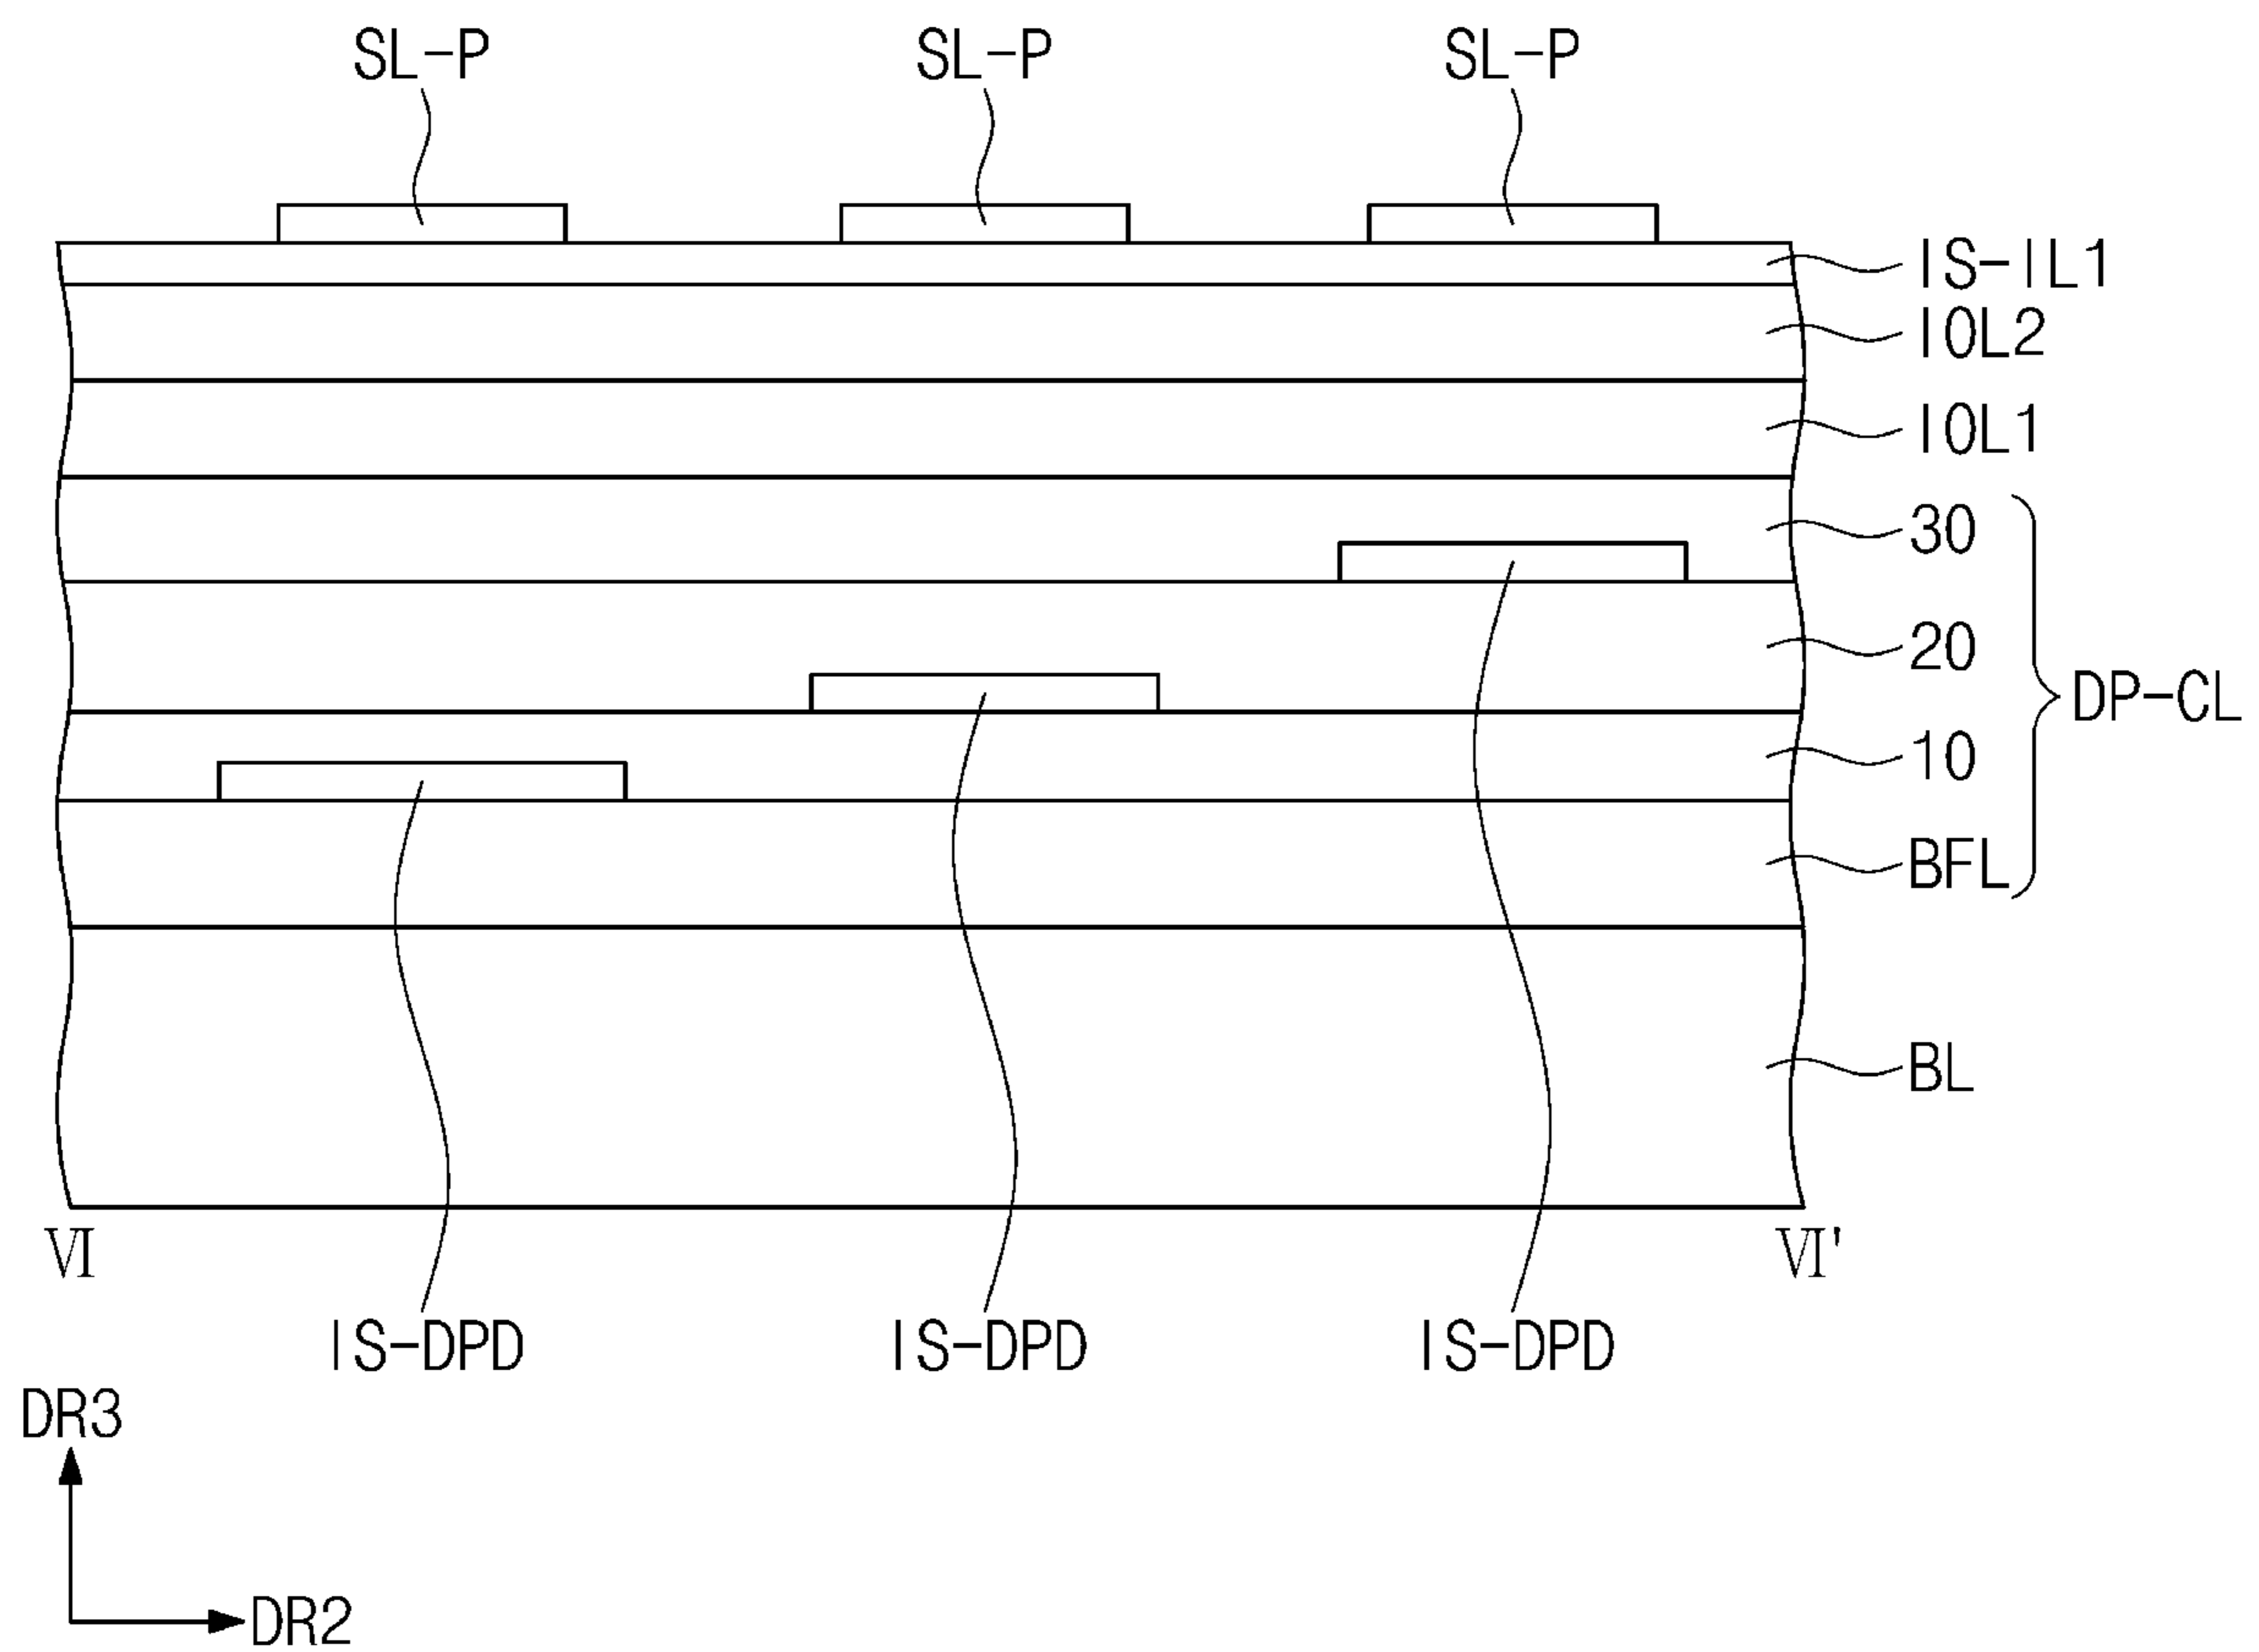 SL-P SL-P SL-P
IS-IL1
IOL2
IOL1
30
20
DP-CL
10
BFL
BL
VI VI'
IS-DPD IS-DPD IS-DPD
DR3
DR2